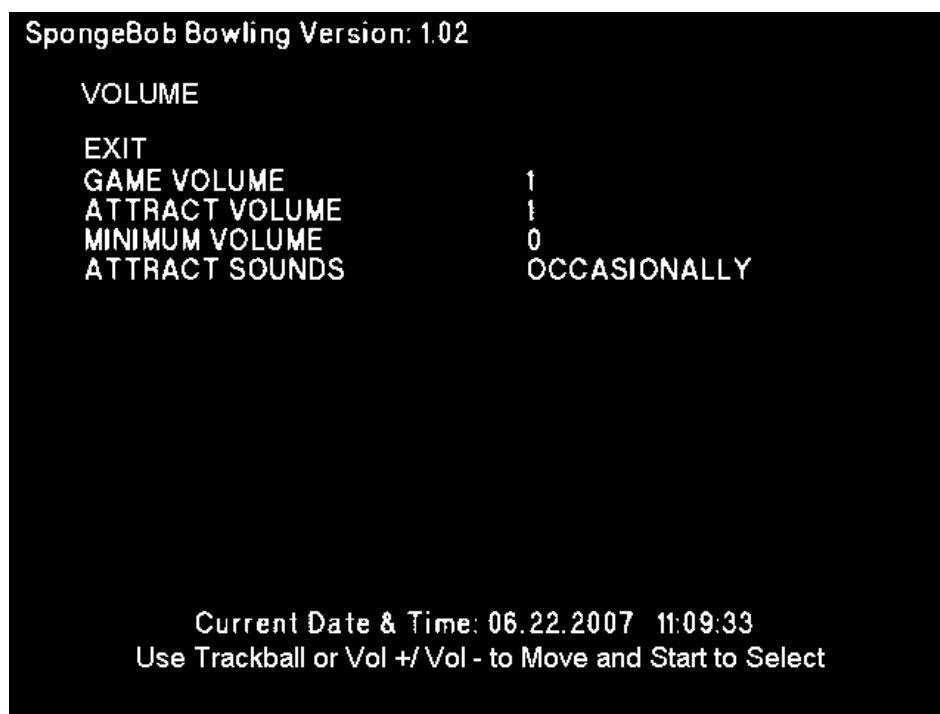 SpongeBob Bowling Version: 1.02
VOLUME
EXIT
GAME VOLUME 1
ATTRACT VOLUME 1
MINIMUM VOLUME 0
ATTRACT SOUNDS OCCASIONALLY
Current Date & Time: 06.22.2007 11:09:33
Use Trackball or Vol +/ Vol - to Move and Start to Select